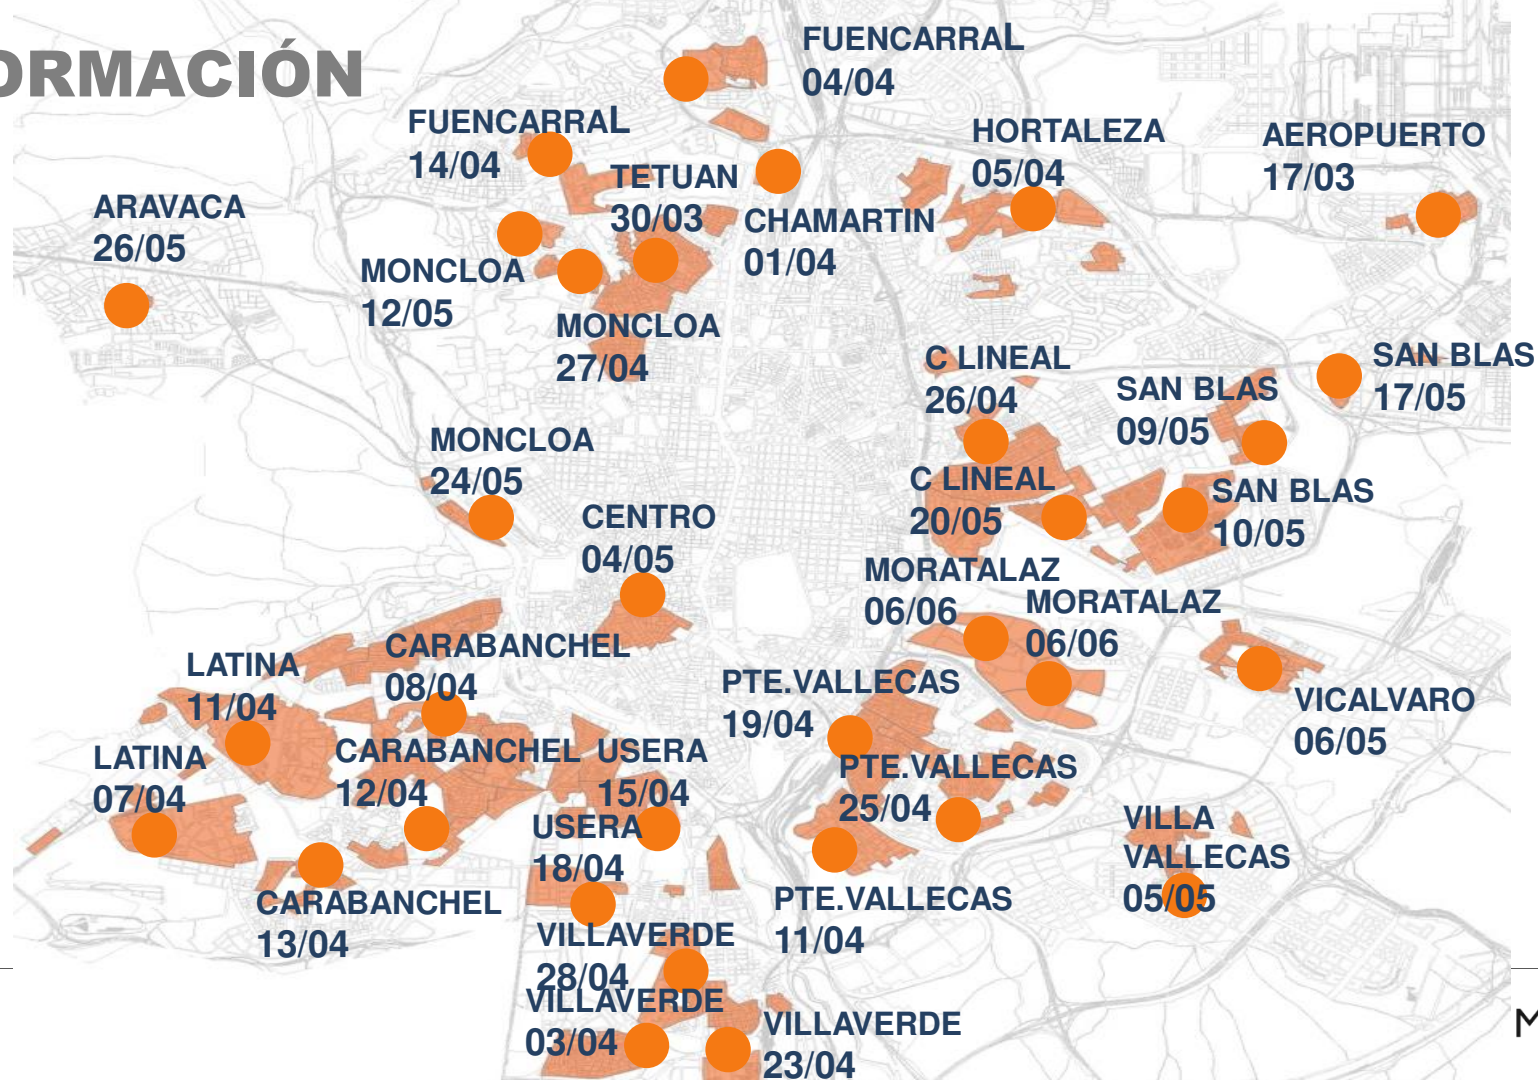 ORMACIÓN
FUENCARRAL
04/04
FUENCARRAL
14/04
HORTALEZA
05/04
AEROPUERTO
17/03
TETUAN
30/03
ARAVACA
26/05
CHAMARTIN
01/04
MONCLOA
12/05
MONCLOA
27/04
C LINEAL
26/04
SAN BLAS
17/05
SAN BLAS
09/05
MONCLOA
24/05
C LINEAL
20/05
SAN BLAS
10/05
CENTRO
04/05
MORATALAZ
06/06
MORATALAZ
06/06
CARABANCHEL
08/04
LATINA
11/04
PTE.VALLECAS
19/04
VICALVARO
06/05
LATINA
07/04
CARABANCHEL
12/04
USERA
15/04
PTE.VALLECAS
25/04
USERA
18/04
VILLA
VALLECAS
05/05
CARABANCHEL
13/04
PTE.VALLECAS
11/04
VILLAVERDE
28/04
VILLAVERDE
03/04
VILLAVERDE
23/04
M